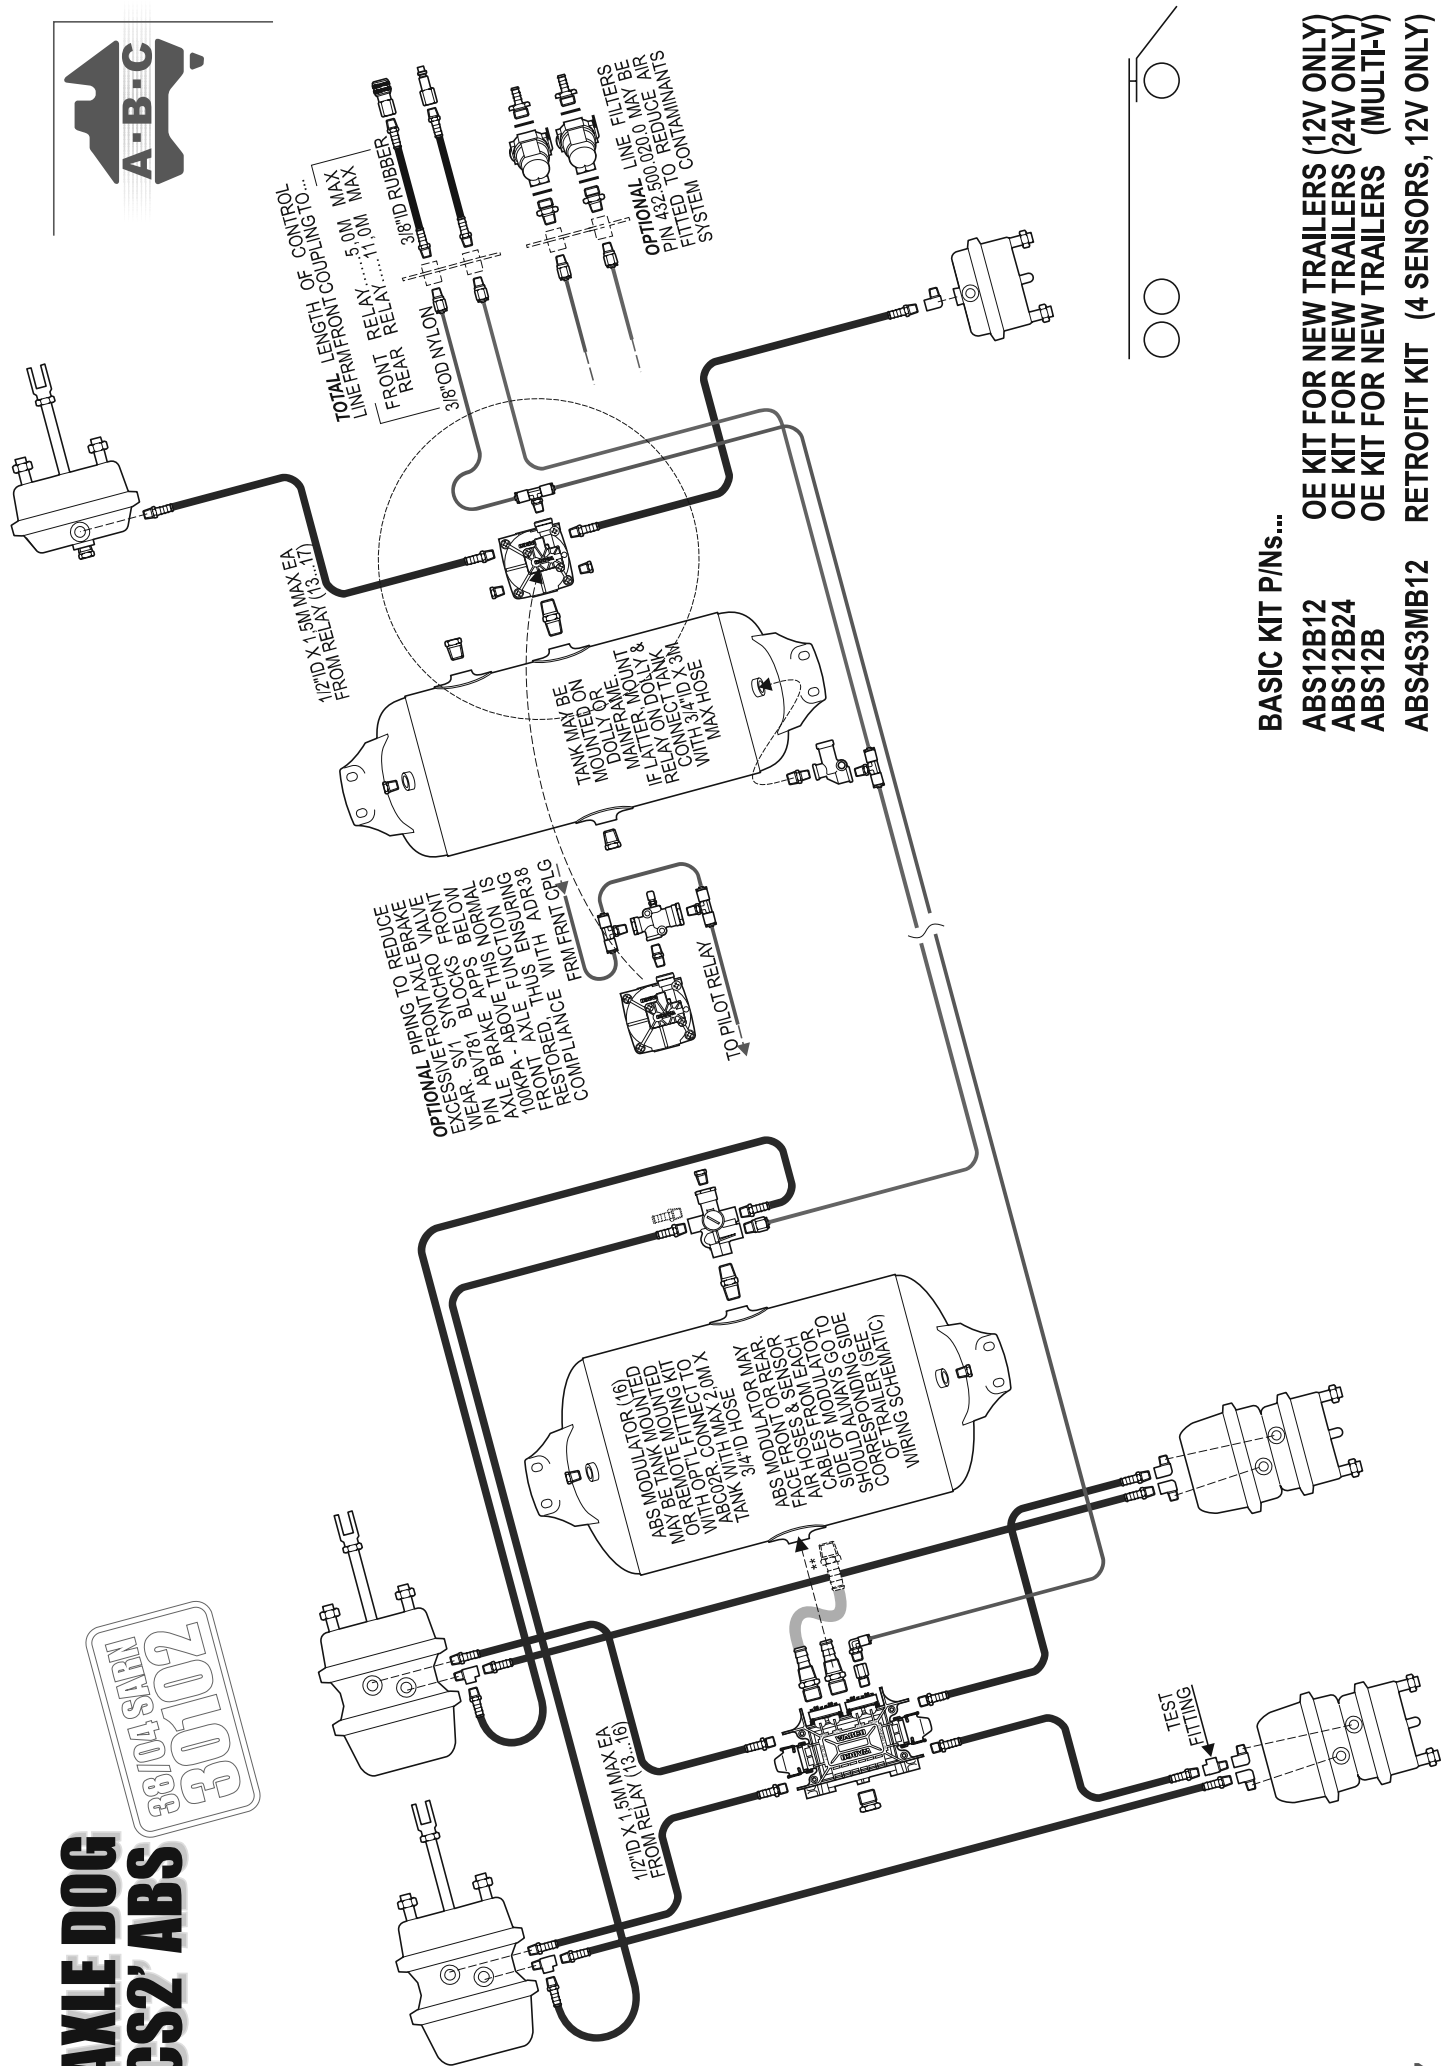 AXLE DOG
CS2’ ABS
38/04 SARN
30102
A·B·C
TOTAL LENGTH OF CONTROL
LINE FRM FRONT COUPLING TO...
FRONT RELAY.....5,0M MAX
REAR RELAY.....11,0M MAX
3/8"OD NYLON
3/8"ID RUBBER
OPTIONAL LINE FILTERS
P\N 432.500.020.0 MAY BE
FITTED TO REDUCE AIR
SYSTEM CONTAMINANTS
1/2"ID X 1,5M MAX EA
FROM RELAY (13...17)
TANK MAY BE
MOUNTED ON
DOLLY OR
MAINFRAME.
IF LATTER, MOUNT
RELAY ON DOLLY &
CONNECT TANK
WITH 3/4"ID X 3M
MAX HOSE
OPTIONAL PIPING TO REDUCE
EXCESSIVE FRONT AXLE BRAKE
WEAR. SV1 SYNCHRO VALVE
P/N ABV781 BLOCKS FRONT
AXLE BRAKE APPS BELOW
100KPA - ABOVE THIS NORMAL
FRONT AXLE FUNCTION IS
RESTORED, THUS ENSURING
COMPLIANCE WITH ADR38
FRM FRNT CPLG
TO PILOT RELAY
ABS MODULATOR (16)
MAY BE TANK MOUNTED
OR REMOTE MOUNTED
WITH OPT'L FITTING KIT
ABC02R. CONNECT TO
TANK WITH MAX 2,0M X
3/4"ID HOSE
ABS MODULATOR MAY
FACE FRONT OR REAR.
AIR HOSES & SENSOR
CABLES FROM EACH
SIDE OF MODULATOR
SHOULD ALWAYS GO TO
CORRESPONDING SIDE
OF TRAILER (SEE
WIRING SCHEMATIC)
**
1/2"ID X 1,5M MAX EA
FROM RELAY (13...16)
TEST
FITTING
BASIC KIT P/Ns...
ABS12B12 OE KIT FOR NEW TRAILERS (12V ONLY)
ABS12B24 OE KIT FOR NEW TRAILERS (24V ONLY)
ABS12B OE KIT FOR NEW TRAILERS (MULTI-V)
ABS4S3MB12 RETROFIT KIT (4 SENSORS, 12V ONLY)